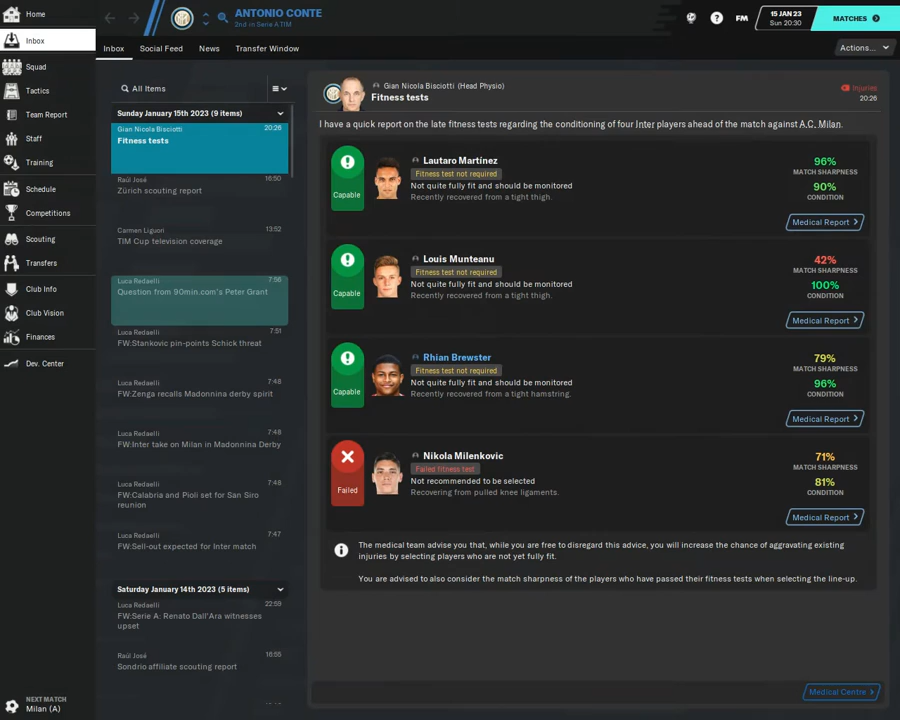 Home
Inbox
Squad
Tactics
Team Report
Staff
Training
Schedule
Competitions
Scouting
Transfers
Club Info
Club Vision
Finances
Dev. Center
NEXT MATCH
Milan (A)
ANTONIO CONTE
2nd in Serie A TIM
?
FM
15 JAN 23
Sun 20:30
MATCHES
Inbox
Social Feed
News
Transfer Window
Actions...
All Items
Sunday January 15th 2023 (9 items)
Gian Nicola Bisciotti 20:26
Fitness tests
Raúl José 16:50
Zürich scouting report
Carmen Liguori 13:52
TIM Cup television coverage
Luca Redaelli 7:56
Question from 90min.com's Peter Grant
Luca Redaelli 7:51
FW:Stankovic pin-points Schick threat
Luca Redaelli 7:48
FW:Zenga recalls Madonnina derby spirit
Luca Redaelli 7:48
FW:Inter take on Milan in Madonnina Derby
Luca Redaelli 7:48
FW:Calabria and Pioli set for San Siro
reunion
Luca Redaelli 7:47
FW:Sell-out expected for Inter match
Saturday January 14th 2023 (5 items)
Luca Redaelli 22:59
FW:Serie A: Renato Dall'Ara witnesses
upset
Raúl José 16:55
Sondrio affiliate scouting report
Gian Nicola Bisciotti (Head Physio)
Fitness tests
Injuries
20:26
I have a quick report on the late fitness tests regarding the conditioning of four Inter players ahead of the match against A.C. Milan.
Capable
Lautaro Martínez
Fitness test not required
Not quite fully fit and should be monitored
Recently recovered from a tight thigh.
96%
MATCH SHARPNESS
90%
CONDITION
Medical Report
Capable
Louis Munteanu
Fitness test not required
Not quite fully fit and should be monitored
Recently recovered from a tight thigh.
42%
MATCH SHARPNESS
100%
CONDITION
Medical Report
Capable
Rhian Brewster
Fitness test not required
Not quite fully fit and should be monitored
Recently recovered from a tight hamstring.
79%
MATCH SHARPNESS
96%
CONDITION
Medical Report
Failed
Nikola Milenkovic
Failed fitness test
Not recommended to be selected
Recovering from pulled knee ligaments.
71%
MATCH SHARPNESS
81%
CONDITION
Medical Report
The medical team advise you that, while you are free to disregard this advice, you will increase the chance of aggravating existing
injuries by selecting players who are not yet fully fit.
You are advised to also consider the match sharpness of the players who have passed their fitness tests when selecting the line-up.
Medical Centre